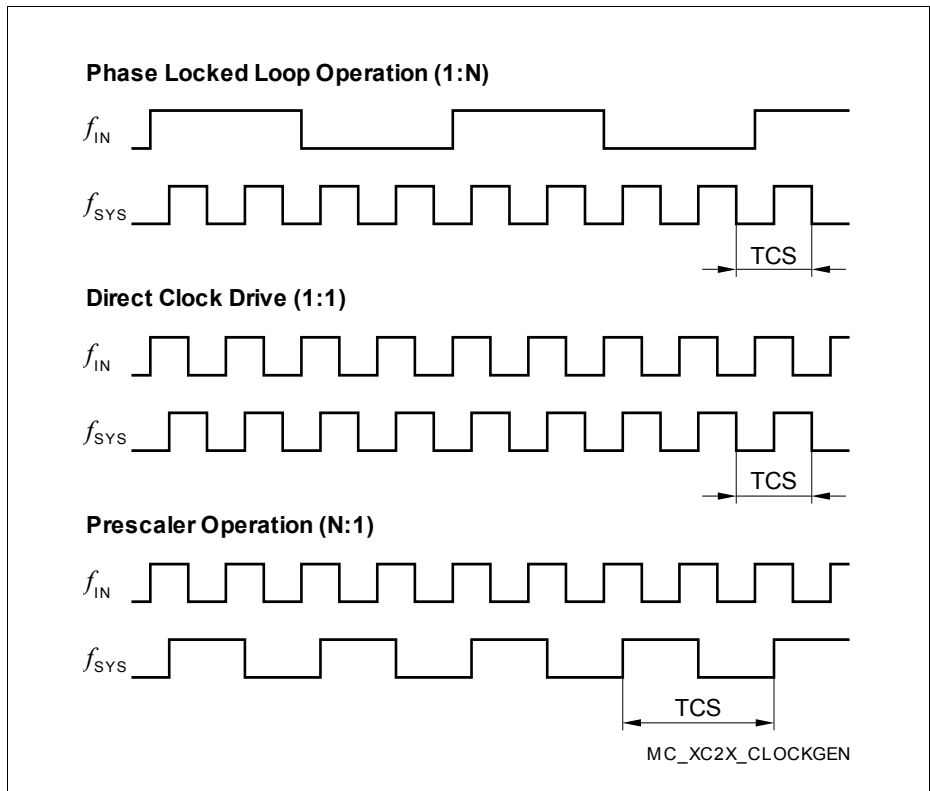 Phase Locked Loop Operation (1:N)
fIN
fSYS
TCS
Direct Clock Drive (1:1)
fIN
fSYS
TCS
Prescaler Operation (N:1)
fIN
fSYS
TCS
MC_XC2X_CLOCKGEN